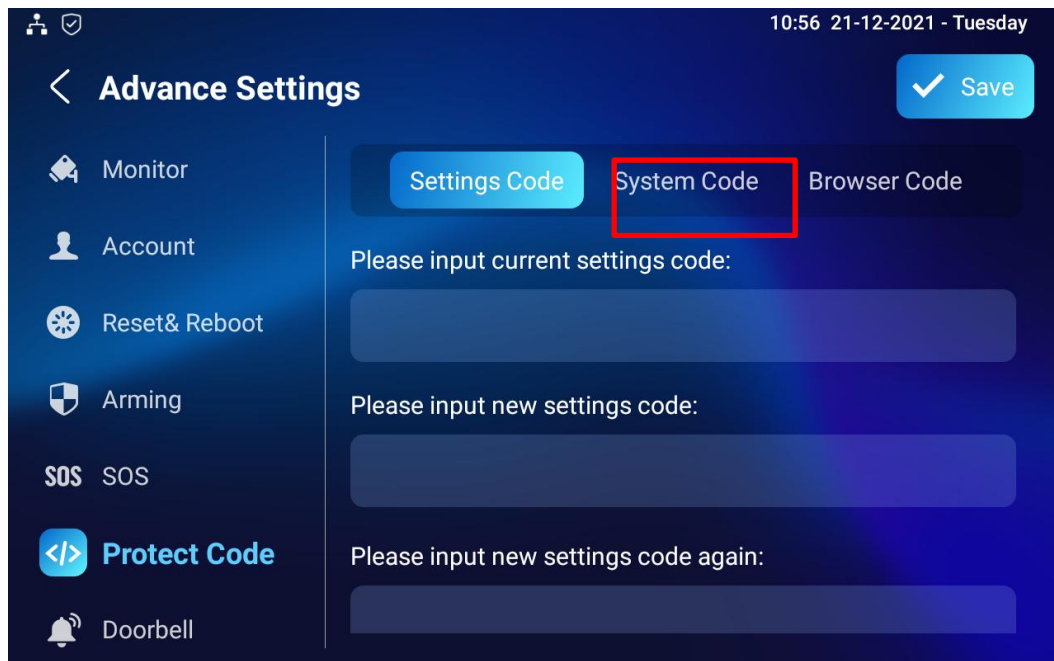 10:56 21-12-2021 - Tuesday
Advance Settings
Save
Monitor
Account
Reset& Reboot
Arming
SOS SOS
Protect Code
Doorbell
Settings Code System Code Browser Code
Please input current settings code:
Please input new settings code:
Please input new settings code again: